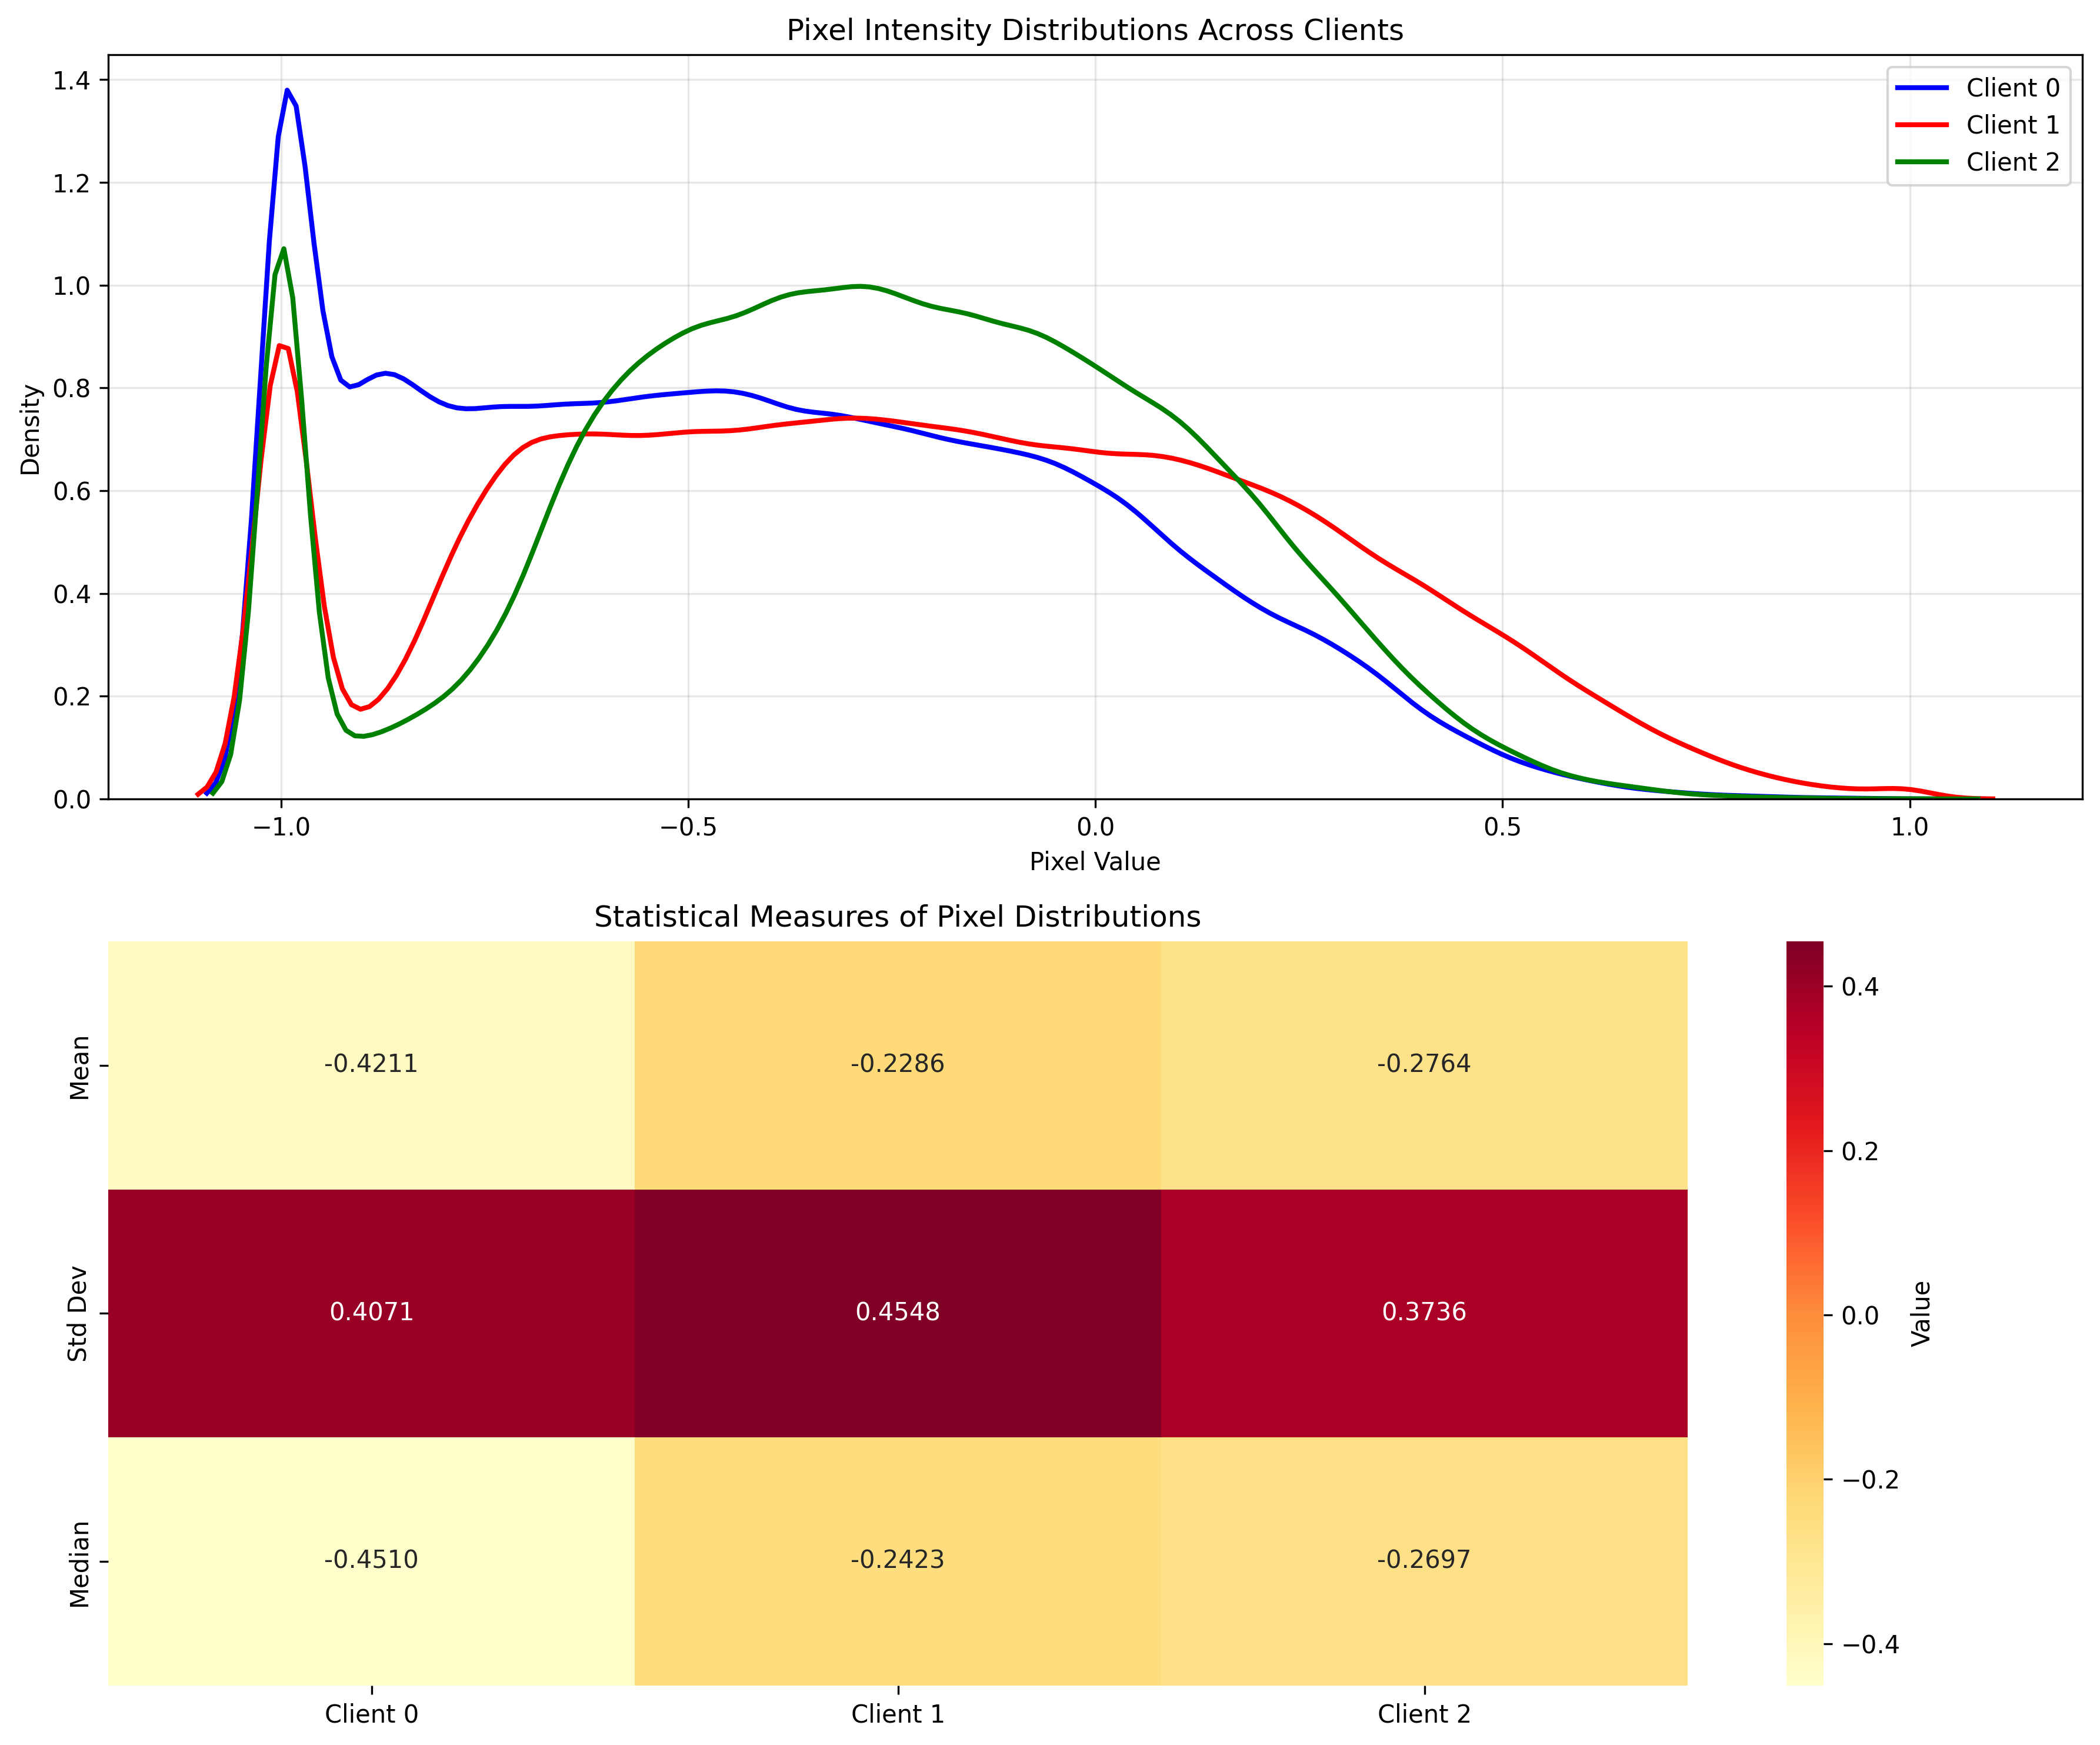 Pixel Intensity Distributions Across Clients
Client 0
Client 1
Client 2
Density
1.4
1.2
1.0
0.8
0.6
0.4
0.2
0.0
−1.0 −0.5 0.0 0.5 1.0
Pixel Value
Statistical Measures of Pixel Distributions
Mean -0.4211 -0.2286 -0.2764
Std Dev 0.4071 0.4548 0.3736
Median -0.4510 -0.2423 -0.2697
Client 0 Client 1 Client 2
0.4
0.2
0.0
−0.2
−0.4
Value